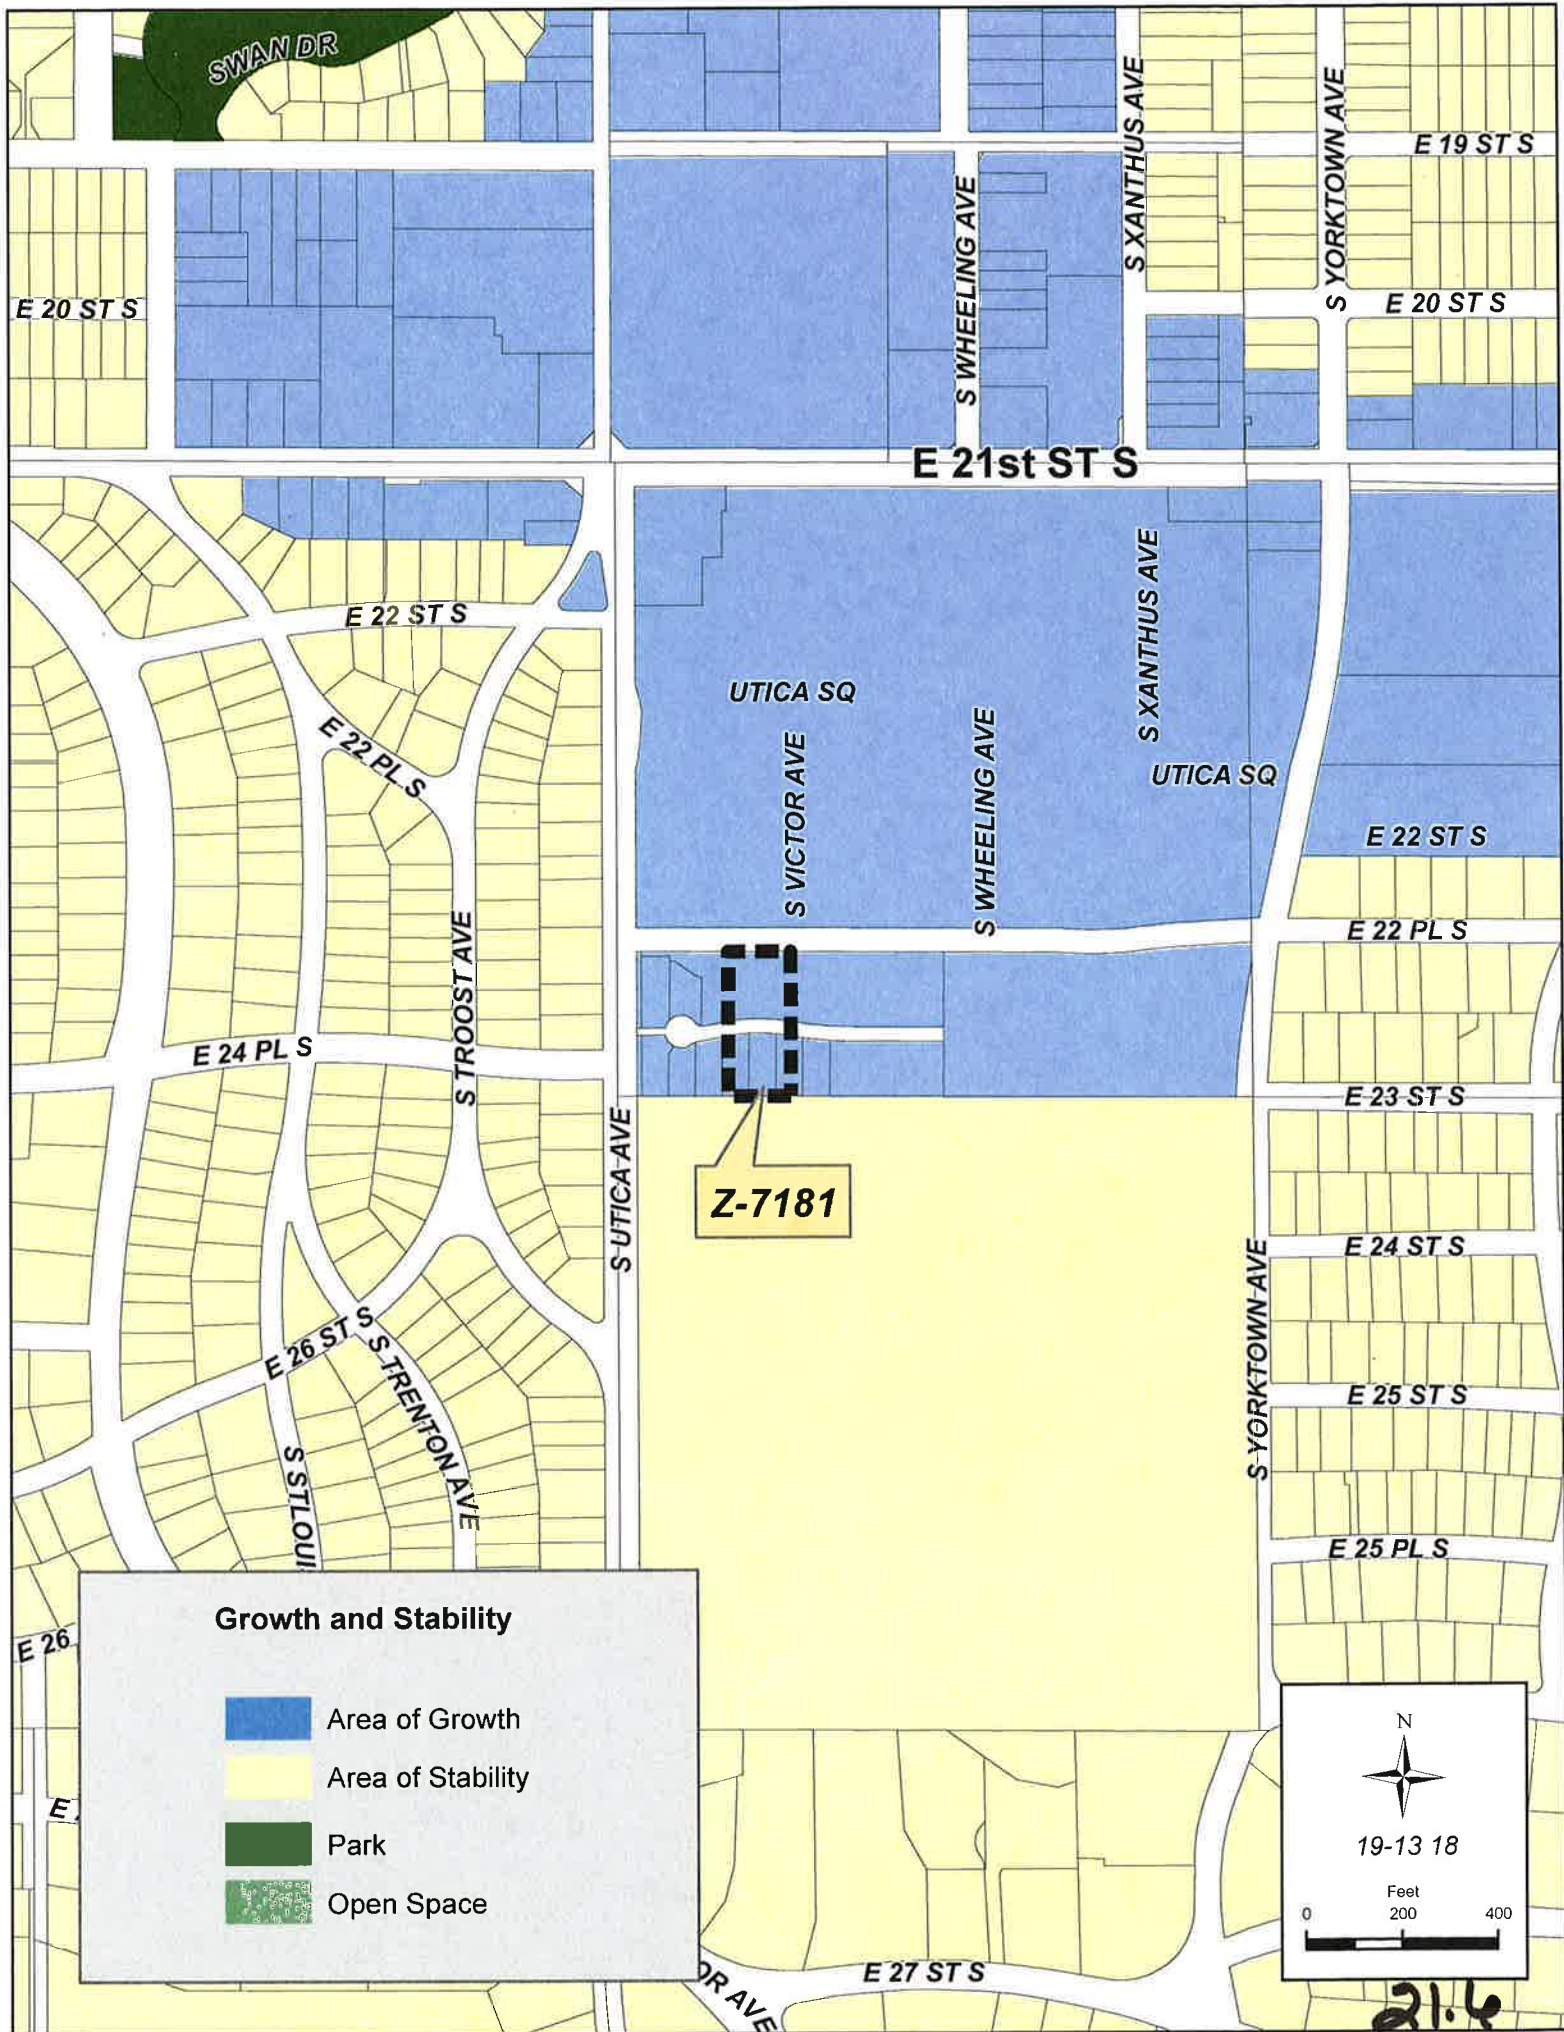 SWAN DR
S XANTHUS AVE
S YORKTOWN AVE
E 19 ST S
S WHEELING AVE
E 20 ST S
E 20 ST S
E 21st ST S
E 22 ST S
S XANTHUS AVE
UTICA SQ
E 22 PL S
S VICTOR AVE
S WHEELING AVE
UTICA SQ
E 22 ST S
S TROOST AVE
E 22 PL S
E 24 PL S
E 23 ST S
S UTICA AVE
Z-7181
E 24 ST S
S YORKTOWN AVE
E 26 ST S
S TRENTON AVE
E 25 ST S
S STLOUI
E 25 PL S
Growth and Stability
E 26
Area of Growth
Area of Stability
E
Park
Open Space
N
19-13 18
Feet
0 200 400
OR AVE
E 27 ST S
21.6